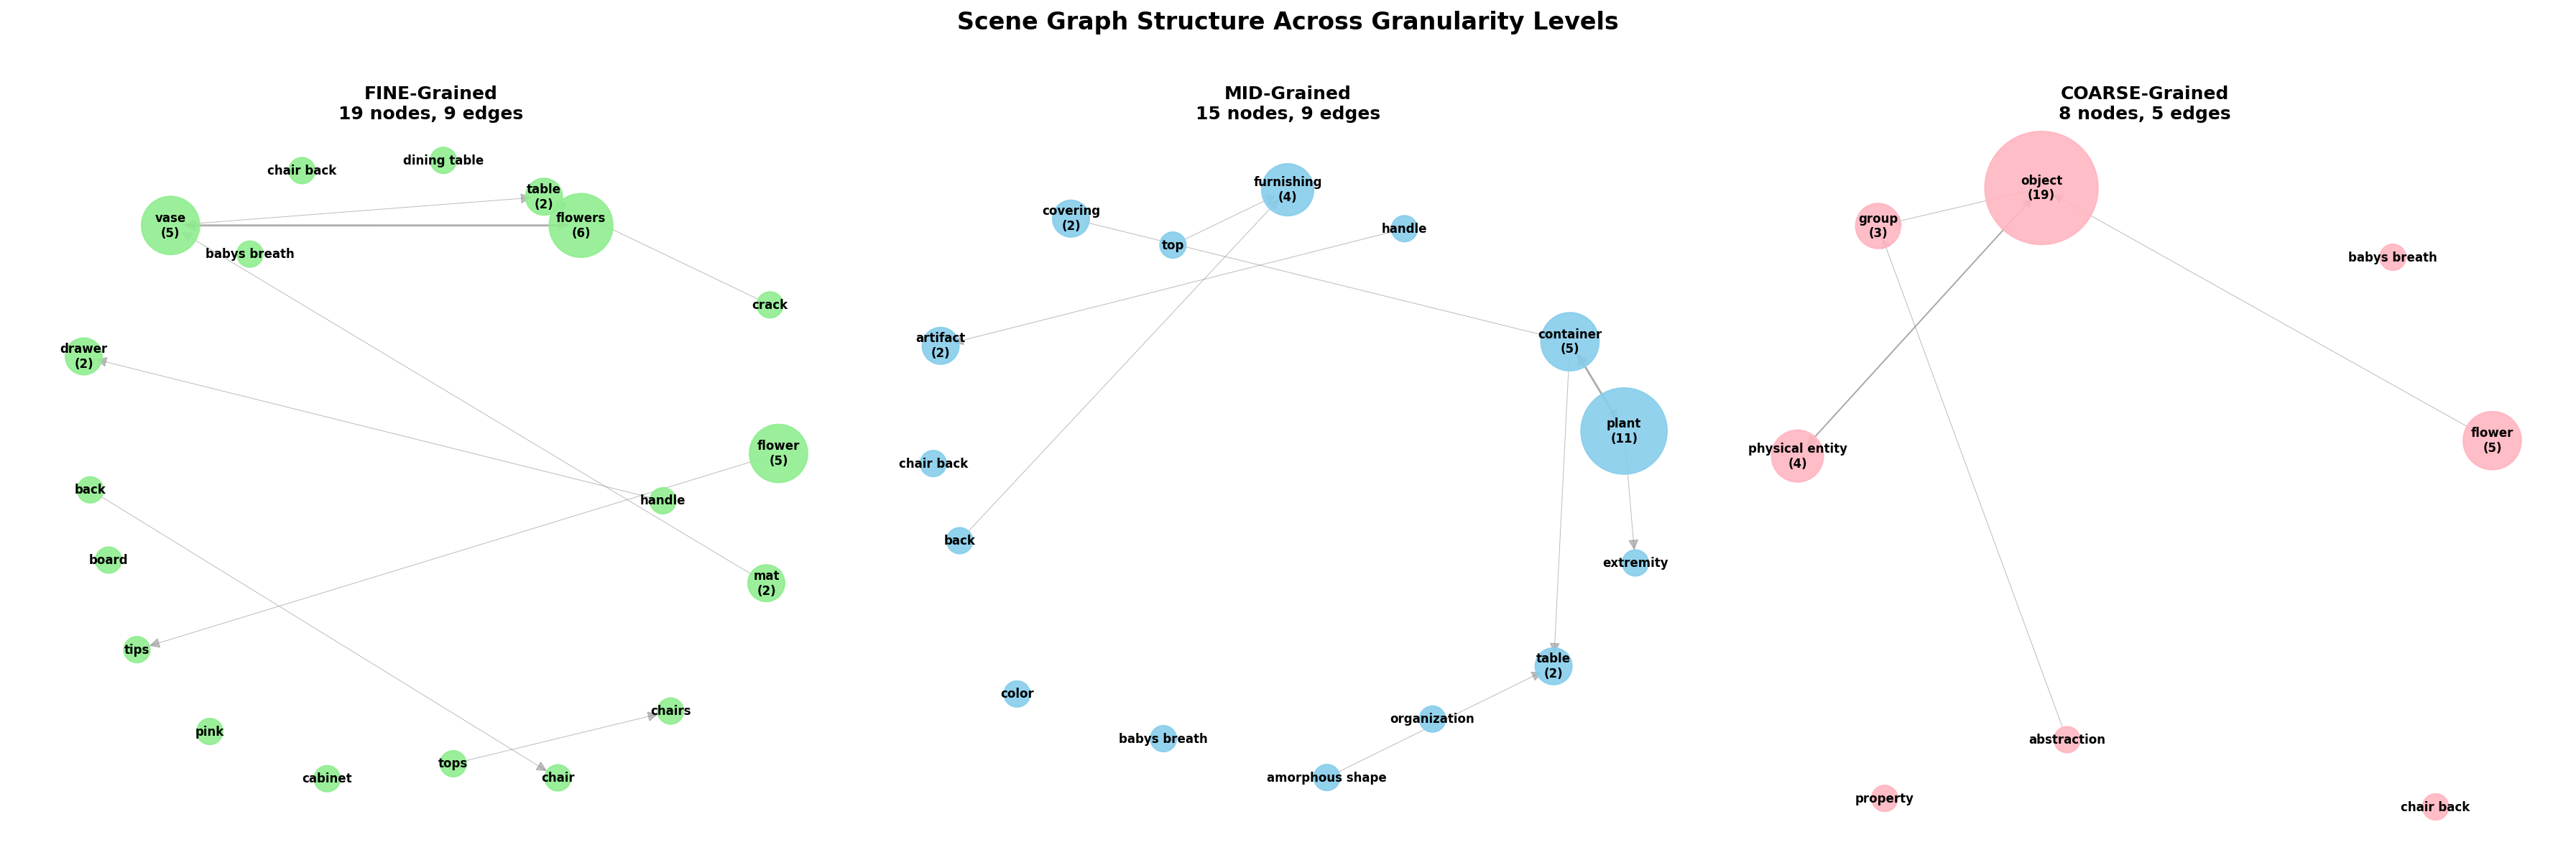 Scene Graph Structure Across Granularity Levels
FINE-Grained
19 nodes, 9 edges
chair back
dining table
table
(2)
vase
(5)
flowers
(6)
babys breath
crack
drawer
(2)
flower
(5)
back
handle
board
mat
(2)
tips
pink
chairs
tops
cabinet
chair
MID-Grained
15 nodes, 9 edges
furnishing
(4)
covering
(2)
top
handle
artifact
(2)
container
(5)
plant
(11)
chair back
back
extremity
table
(2)
color
organization
babys breath
amorphous shape
COARSE-Grained
8 nodes, 5 edges
object
(19)
group
(3)
babys breath
physical entity
(4)
flower
(5)
abstraction
property
chair back